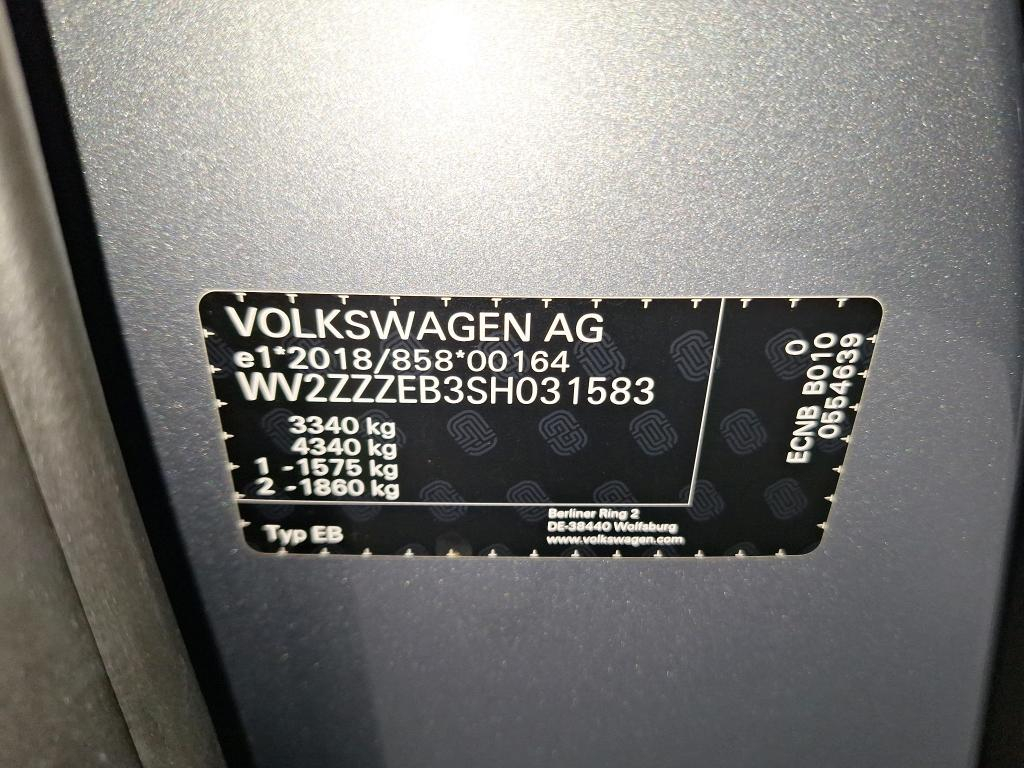 VOLKSWAGEN AG
e1*2018/858*00164
WV2ZZZEB3SH031583
3340 kg
4340 kg
1 -1575 kg
2 -1860 kg
Typ EB
Berliner Ring 2
DE-38440 Wolfsburg
www.volkswagen.com
O
ECNB B010
0554639